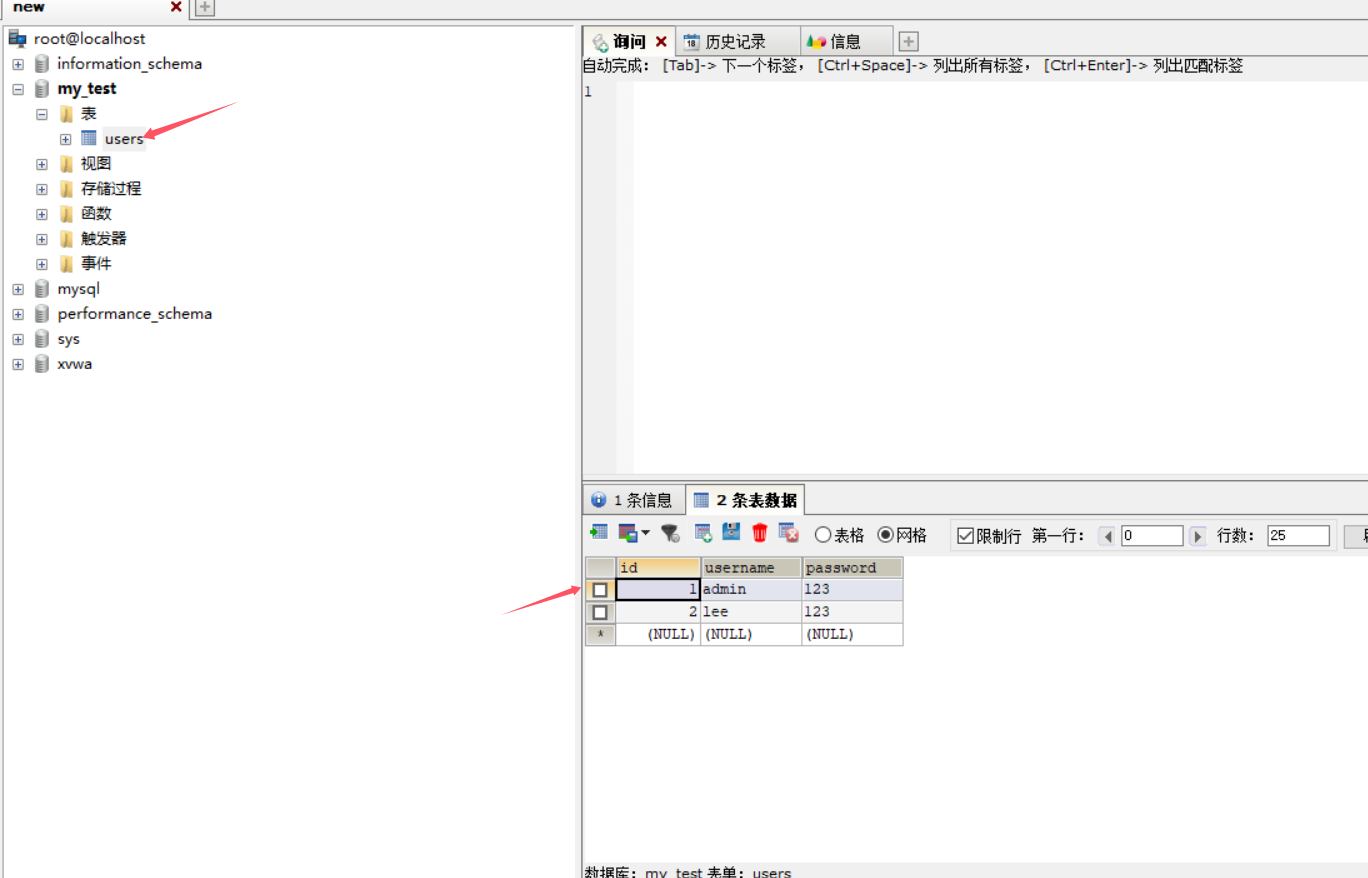 new
root@localhost
information_schema
my_test
表
users
视图
存储过程
函数
触发器
事件
mysql
performance_schema
sys
xvwa
询问 历史记录 信息
自动完成： [Tab]-> 下一个标签， [Ctrl+Space]-> 列出所有标签， [Ctrl+Enter]-> 列出匹配标签
1
1 条信息 2 条表数据
表格 网格 限制行 第一行： 0 行数： 25
id username password
1 admin 123
2 lee 123
* (NULL) (NULL) (NULL)
数据库： my_test 表单： users